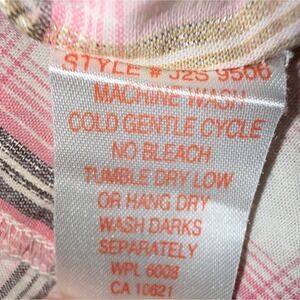 STYLE # J2S 9506
MACHINE WASH
COLD GENTLE CYCLE
NO BLEACH
TUMBLE DRY LOW
OR HANG DRY
WASH DARKS
SEPARATELY
WPL 6008
CA 10621